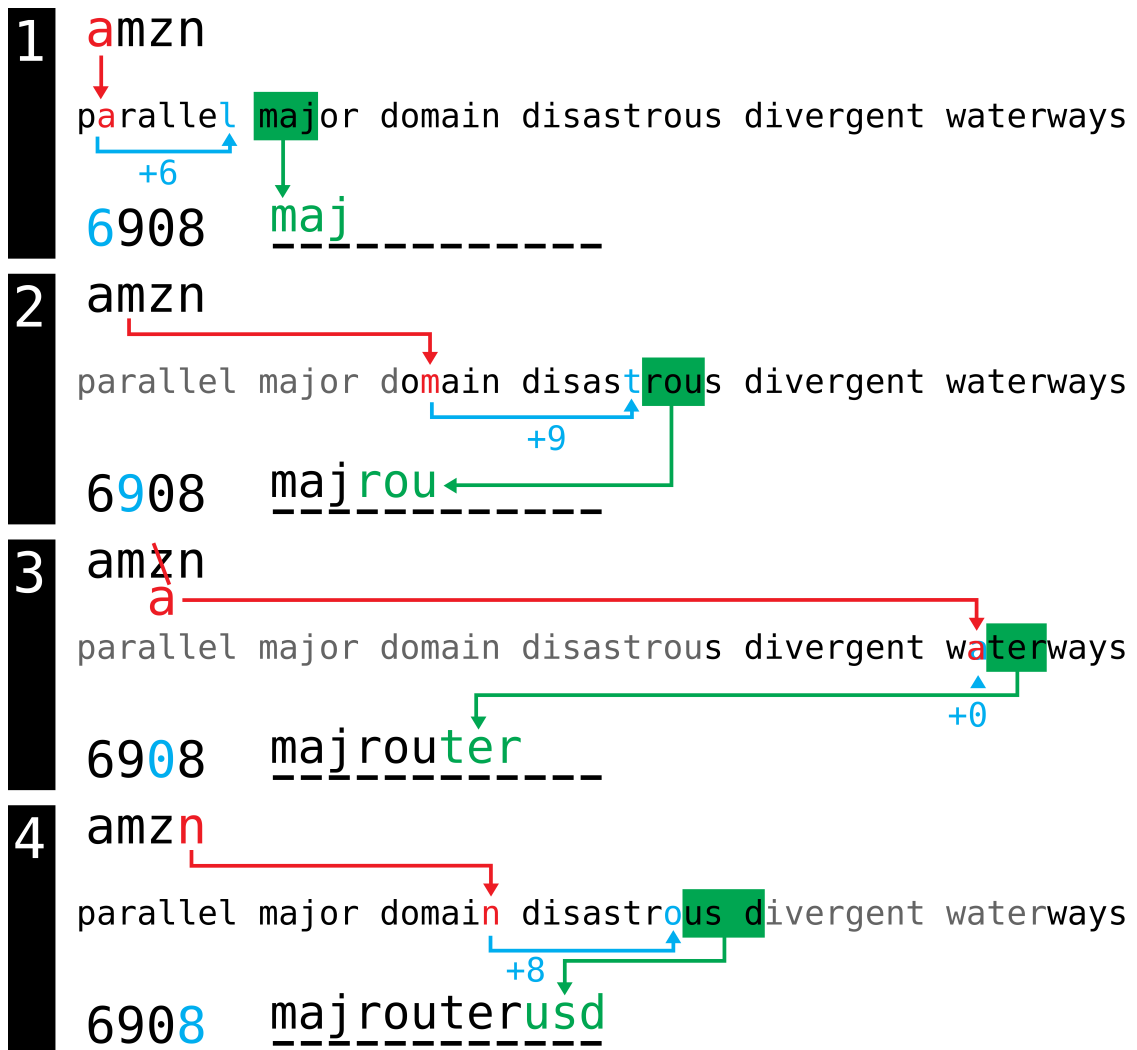 1
amzn
parallel major domain disastrous divergent waterways
+6
6908 maj
2
amzn
parallel major domain disastrous divergent waterways
+9
6908 majrou
3
amzn
a
parallel major domain disastrous divergent waterways
+0
6908 majrouter
4
amzn
parallel major domain disastrous divergent waterways
+8
6908 majrouterusd